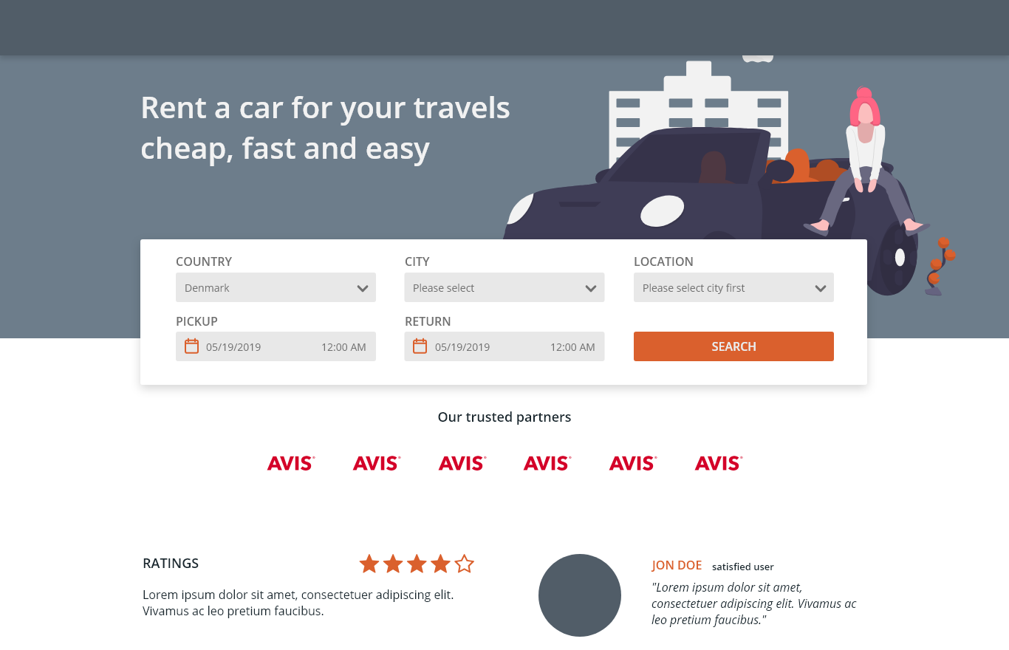 Rent a car for your travels
cheap, fast and easy
COUNTRY
CITY
LOCATION
Denmark
Please select
Please select city first
PICKUP
RETURN
05/19/2019 12:00 AM
05/19/2019 12:00 AM
SEARCH
Our trusted partners
AVIS AVIS AVIS AVIS AVIS AVIS
RATINGS
Lorem ipsum dolor sit amet, consectetuer adipiscing elit.
Vivamus ac leo pretium faucibus.
JON DOE satisfied user
"Lorem ipsum dolor sit amet,
consectetuer adipiscing elit. Vivamus ac
leo pretium faucibus."